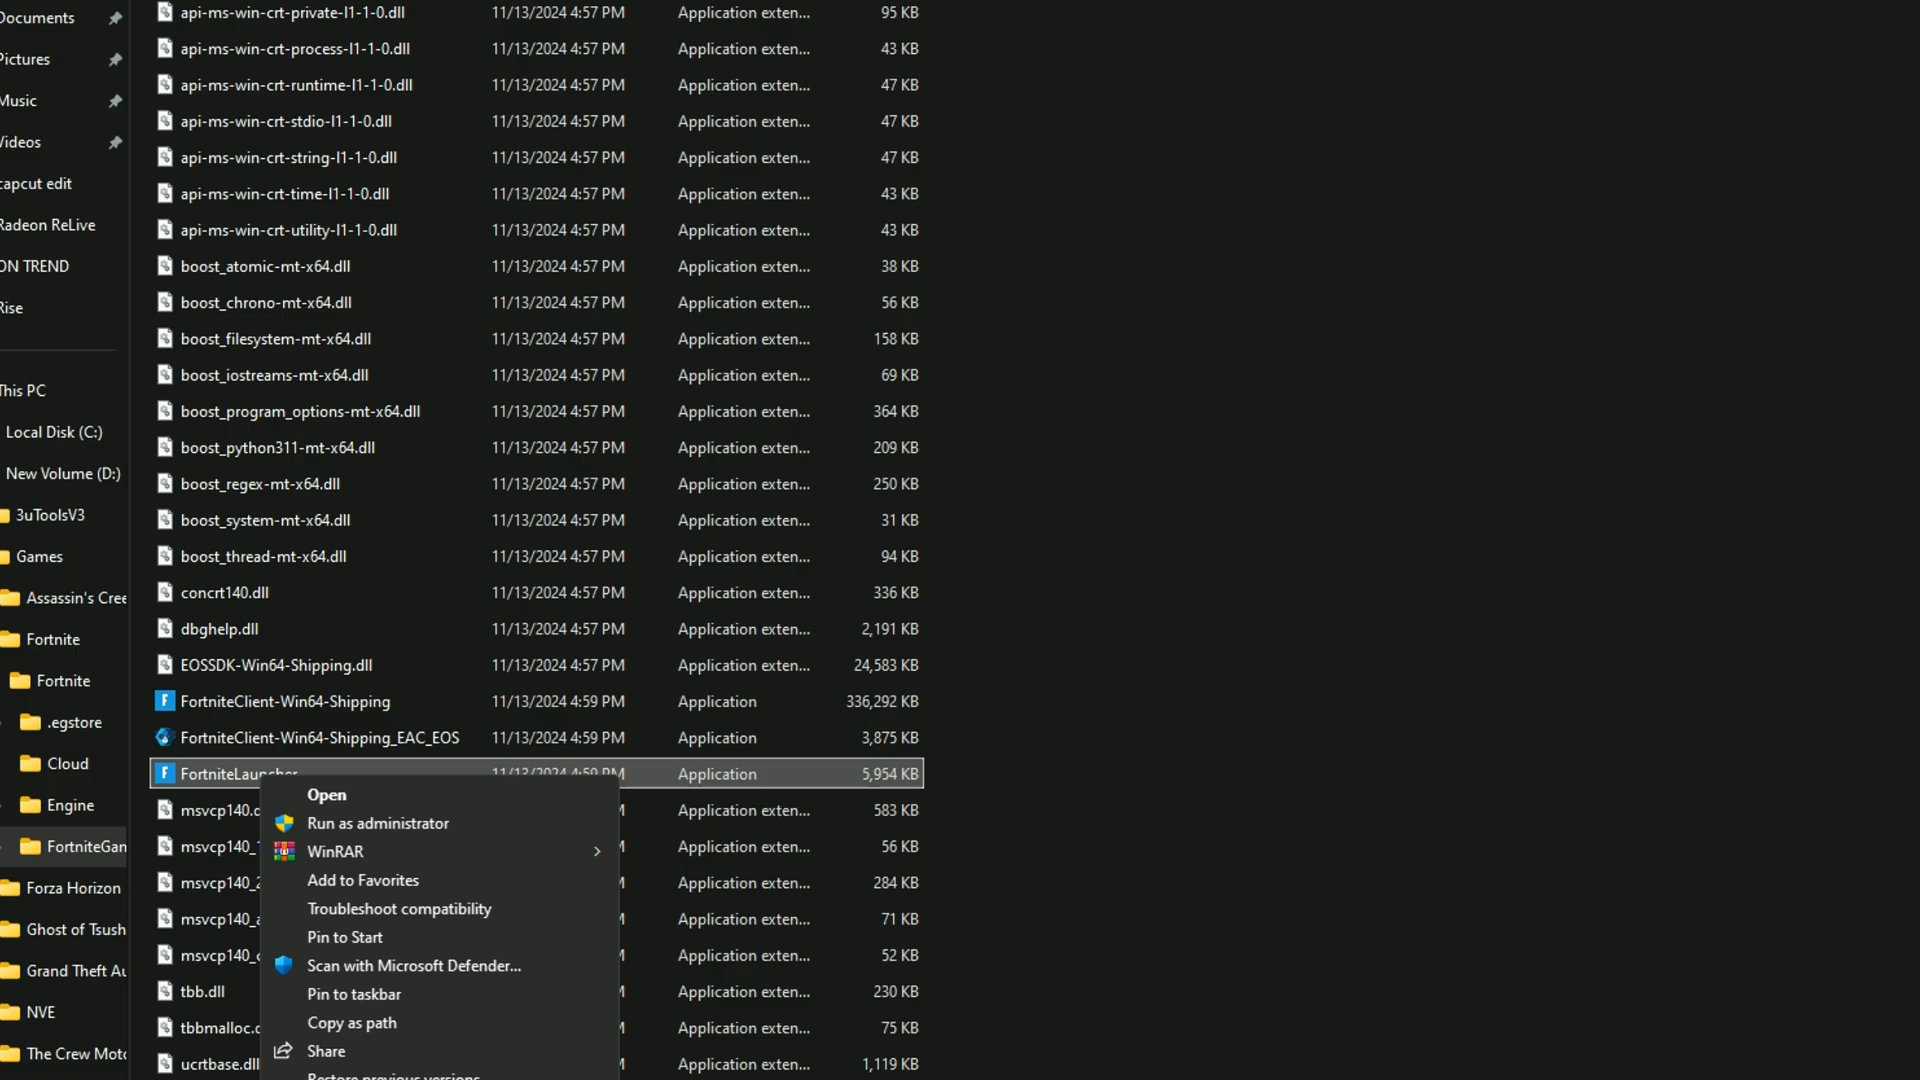 Documents
Pictures
Music
Videos
capcut edit
Radeon ReLive
ON TREND
Rise
This PC
Local Disk (C:)
New Volume (D:)
3uToolsV3
Games
Assassin's Cree
Fortnite
Fortnite
.egstore
Cloud
Engine
FortniteGam
Forza Horizon
Ghost of Tsush
Grand Theft Au
NVE
The Crew Moto
api-ms-win-crt-private-l1-1-0.dll 11/13/2024 4:57 PM Application exten... 95 KB
api-ms-win-crt-process-l1-1-0.dll 11/13/2024 4:57 PM Application exten... 43 KB
api-ms-win-crt-runtime-l1-1-0.dll 11/13/2024 4:57 PM Application exten... 47 KB
api-ms-win-crt-stdio-l1-1-0.dll 11/13/2024 4:57 PM Application exten... 47 KB
api-ms-win-crt-string-l1-1-0.dll 11/13/2024 4:57 PM Application exten... 47 KB
api-ms-win-crt-time-l1-1-0.dll 11/13/2024 4:57 PM Application exten... 43 KB
api-ms-win-crt-utility-l1-1-0.dll 11/13/2024 4:57 PM Application exten... 43 KB
boost_atomic-mt-x64.dll 11/13/2024 4:57 PM Application exten... 38 KB
boost_chrono-mt-x64.dll 11/13/2024 4:57 PM Application exten... 56 KB
boost_filesystem-mt-x64.dll 11/13/2024 4:57 PM Application exten... 158 KB
boost_iostreams-mt-x64.dll 11/13/2024 4:57 PM Application exten... 69 KB
boost_program_options-mt-x64.dll 11/13/2024 4:57 PM Application exten... 364 KB
boost_python311-mt-x64.dll 11/13/2024 4:57 PM Application exten... 209 KB
boost_regex-mt-x64.dll 11/13/2024 4:57 PM Application exten... 250 KB
boost_system-mt-x64.dll 11/13/2024 4:57 PM Application exten... 31 KB
boost_thread-mt-x64.dll 11/13/2024 4:57 PM Application exten... 94 KB
concrt140.dll 11/13/2024 4:57 PM Application exten... 336 KB
dbghelp.dll 11/13/2024 4:57 PM Application exten... 2,191 KB
EOSSDK-Win64-Shipping.dll 11/13/2024 4:57 PM Application exten... 24,583 KB
FortniteClient-Win64-Shipping 11/13/2024 4:59 PM Application 336,292 KB
FortniteClient-Win64-Shipping_EAC_EOS 11/13/2024 4:59 PM Application 3,875 KB
FortniteLauncher 11/13/2024 4:59 PM Application 5,954 KB
msvcp140.d Application exten... 583 KB
msvcp140_1 Application exten... 56 KB
msvcp140_2 Application exten... 284 KB
msvcp140_a Application exten... 71 KB
msvcp140_c Application exten... 52 KB
tbb.dll Application exten... 230 KB
tbbmalloc.d Application exten... 75 KB
ucrtbase.dll Application exten... 1,119 KB
Open
Run as administrator
WinRAR
Add to Favorites
Troubleshoot compatibility
Pin to Start
Scan with Microsoft Defender...
Pin to taskbar
Copy as path
Share
Restore previous versions